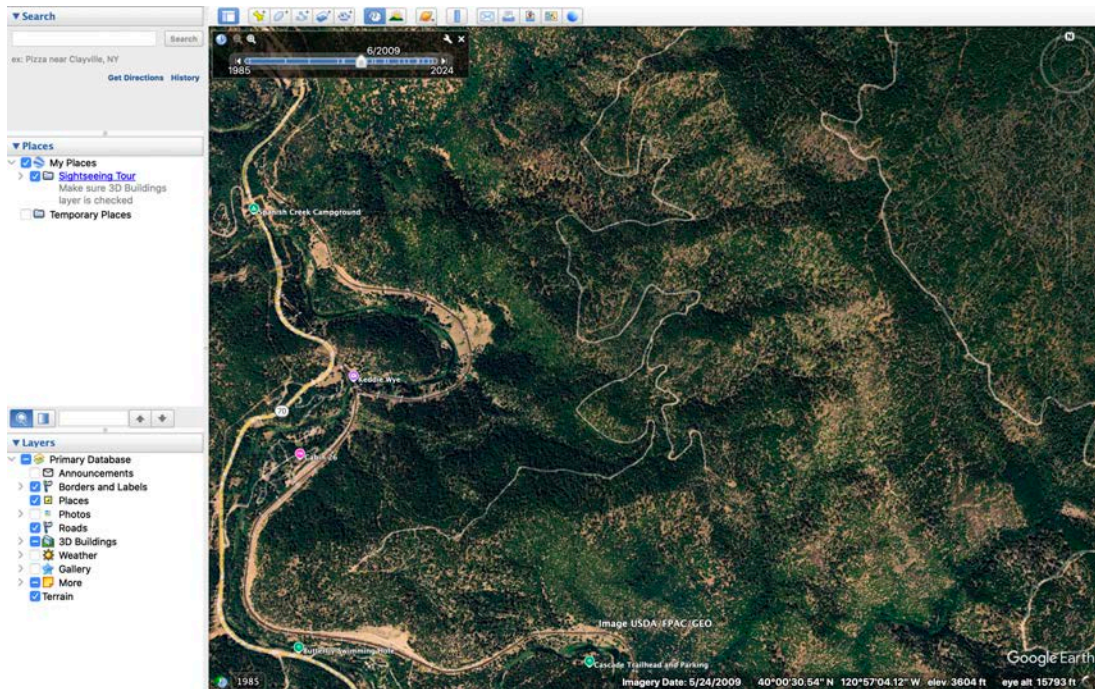 Search
Search
ex: Pizza near Clayville, NY
Get Directions History
Places
My Places
Sightseeing Tour
Make sure 3D Buildings
layer is checked
Temporary Places
Layers
Primary Database
Announcements
Borders and Labels
Places
Photos
Roads
3D Buildings
Weather
Gallery
More
Terrain
6/2009
1985
2024
N
Spanish Creek Campground
Keddie Wye
70
Butterfly Swimming Hole
Image USDA/FPAC/GEO
Cascade Trailhead and Parking
Google Earth
1985
Imagery Date: 5/24/2009 40°00'30.54" N 120°57'04.12" W elev 3604 ft eye alt 15793 ft